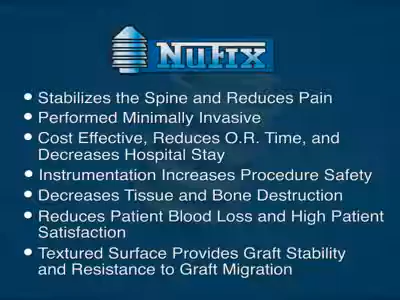 NuFix
• Stabilizes the Spine and Reduces Pain
• Performed Minimally Invasive
• Cost Effective, Reduces O.R. Time, and
Decreases Hospital Stay
• Instrumentation Increases Procedure Safety
• Decreases Tissue and Bone Destruction
• Reduces Patient Blood Loss and High Patient
Satisfaction
• Textured Surface Provides Graft Stability
and Resistance to Graft Migration